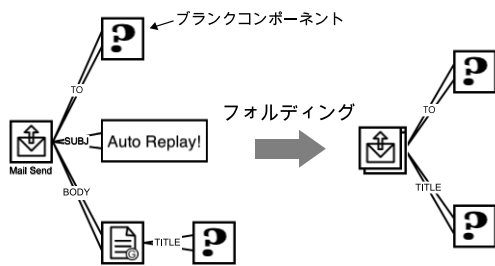 ?
ブランクコンポーネント
TO
Mail Send
SUBJ
Auto Replay!
BODY
G
TITLE
?
フォルディング
?
TO
TITLE
?